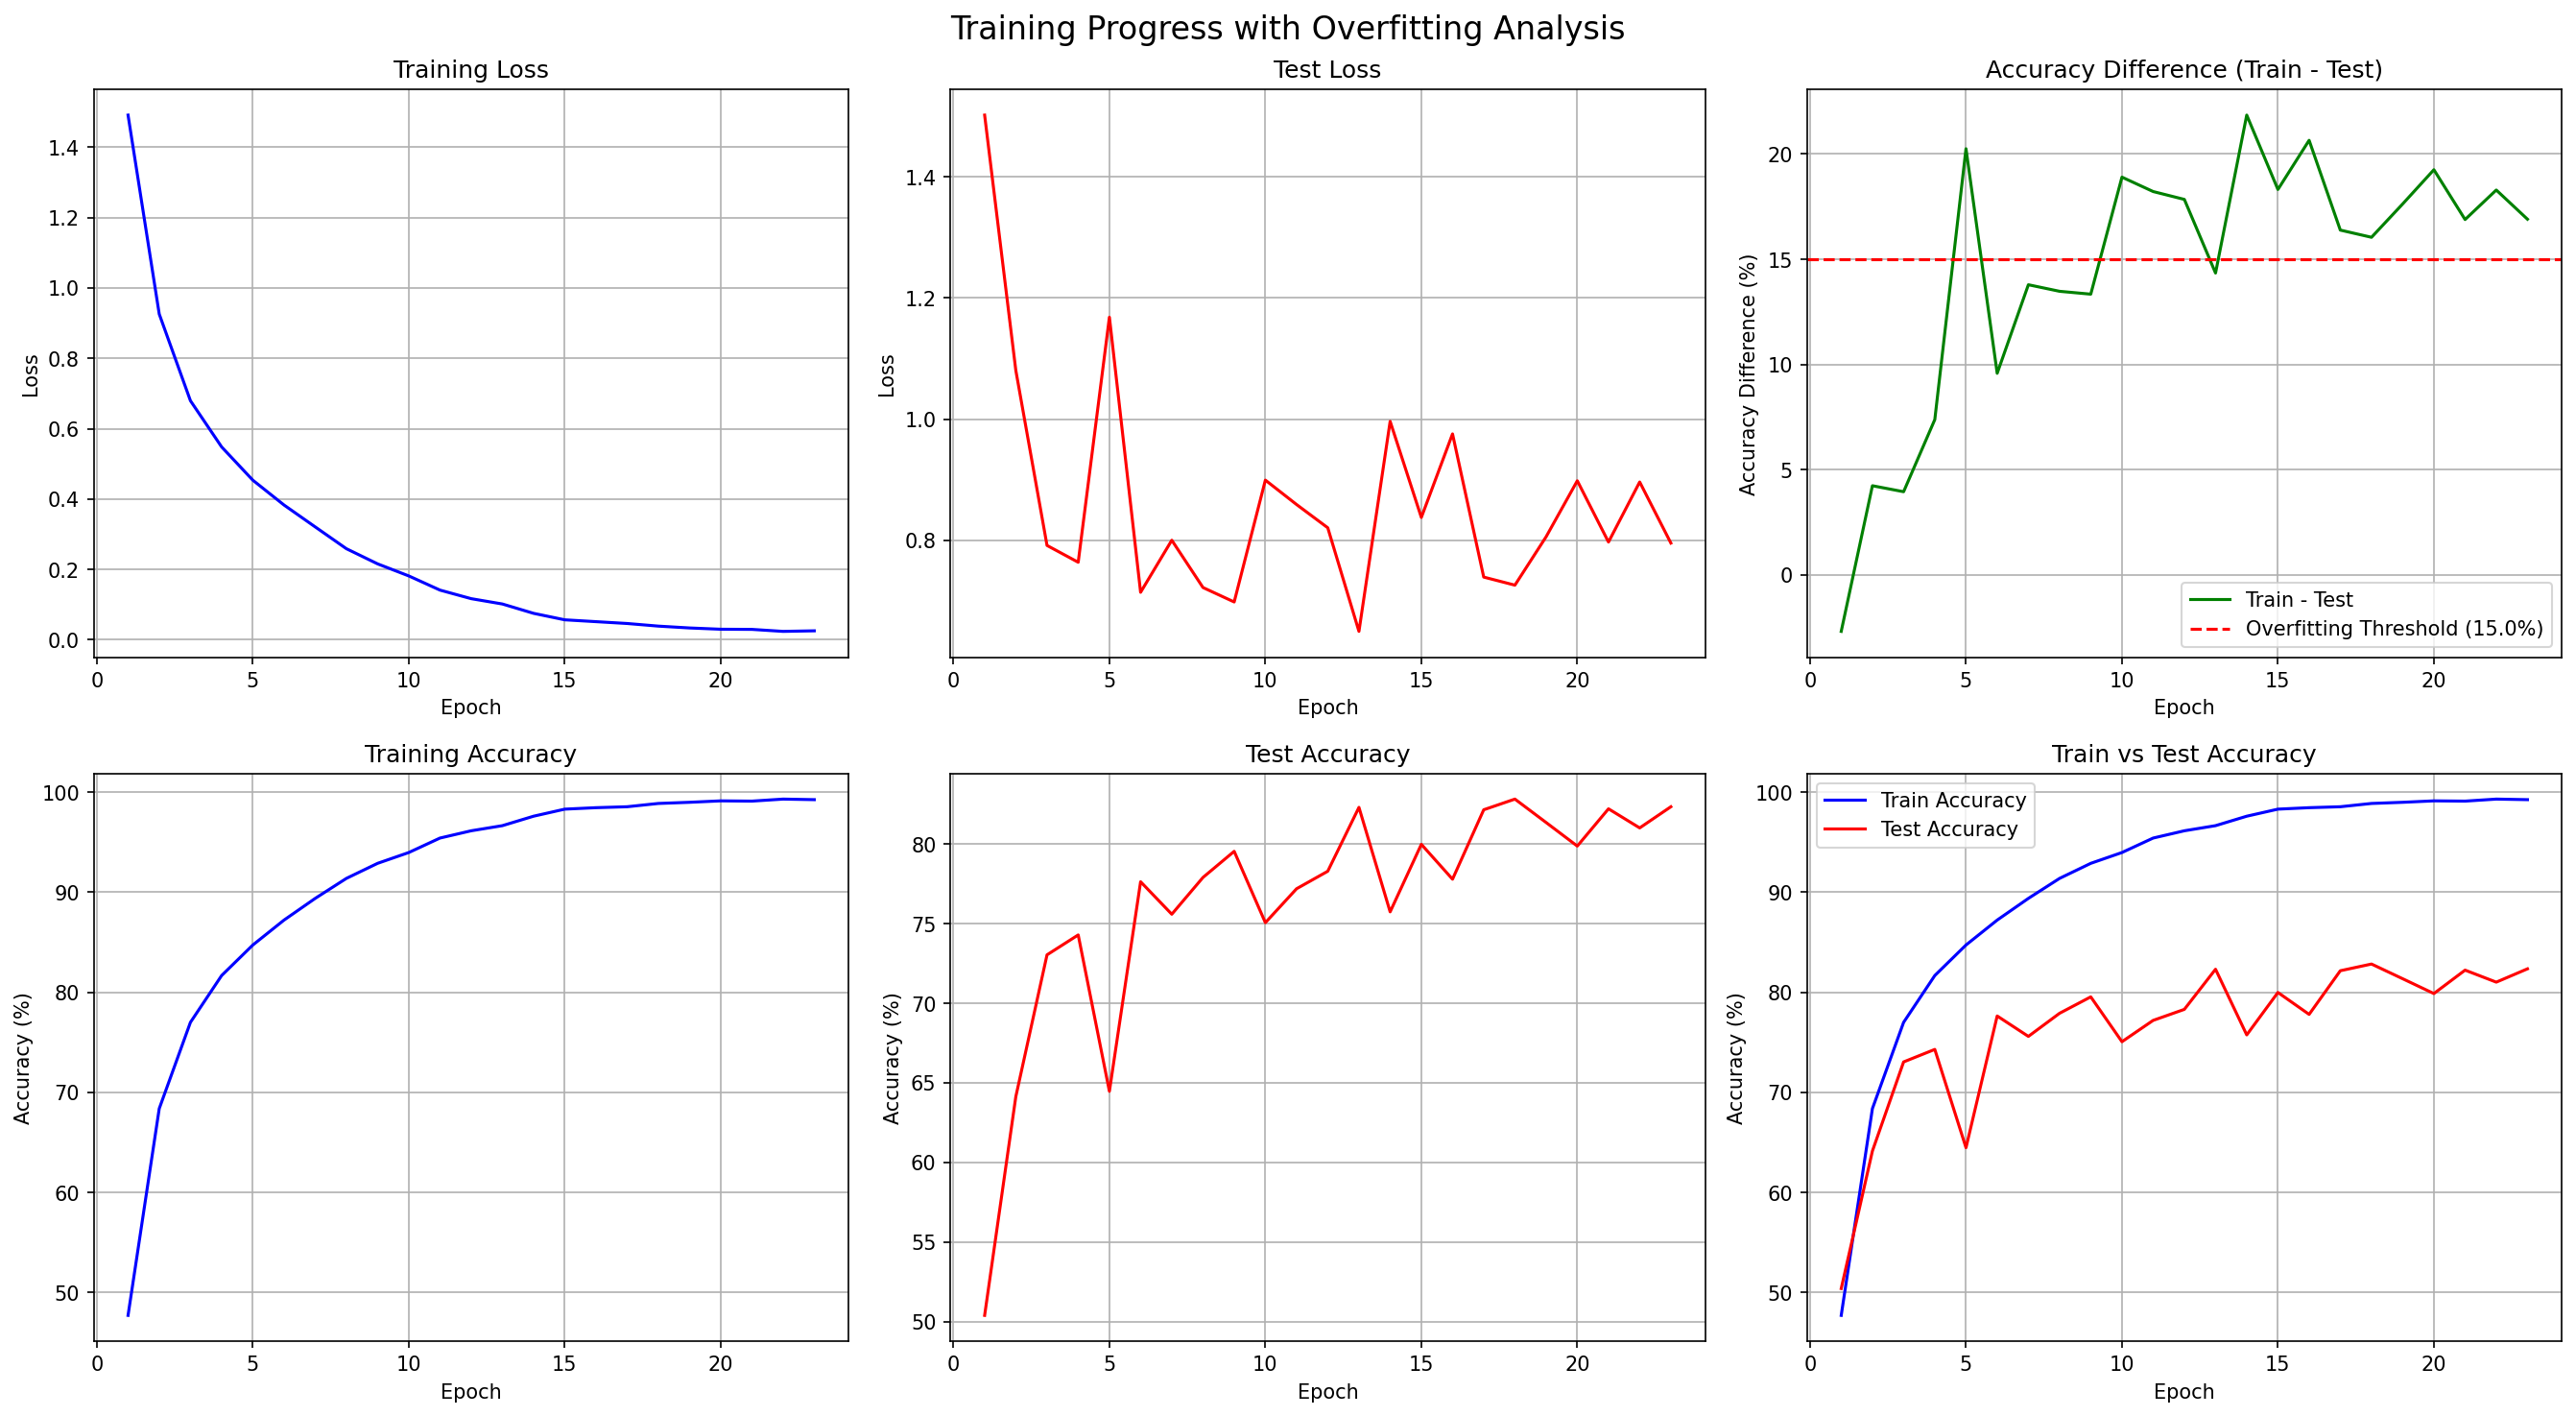 Training Progress with Overfitting Analysis
Training Loss
Loss
1.4
1.2
1.0
0.8
0.6
0.4
0.2
0.0
0 5 10 15 20
Epoch
Test Loss
Loss
1.4
1.2
1.0
0.8
0 5 10 15 20
Epoch
Accuracy Difference (Train - Test)
Accuracy Difference (%)
20
15
10
5
0
Train - Test
Overfitting Threshold (15.0%)
0 5 10 15 20
Epoch
Training Accuracy
Accuracy (%)
100
90
80
70
60
50
0 5 10 15 20
Epoch
Test Accuracy
Accuracy (%)
80
75
70
65
60
55
50
0 5 10 15 20
Epoch
Train vs Test Accuracy
Accuracy (%)
100
90
80
70
60
50
Train Accuracy
Test Accuracy
0 5 10 15 20
Epoch